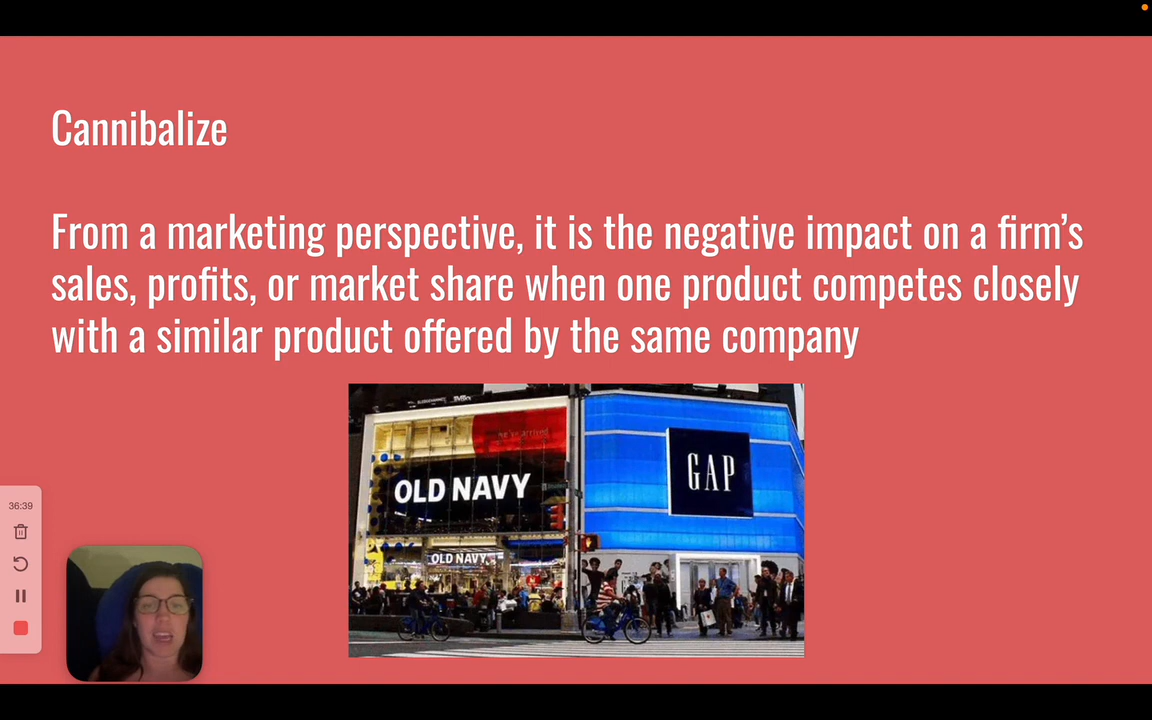 Cannibalize
From a marketing perspective, it is the negative impact on a firm’s
sales, profits, or market share when one product competes closely
with a similar product offered by the same company
OLD NAVY
GAP
OLD NAVY
36:39